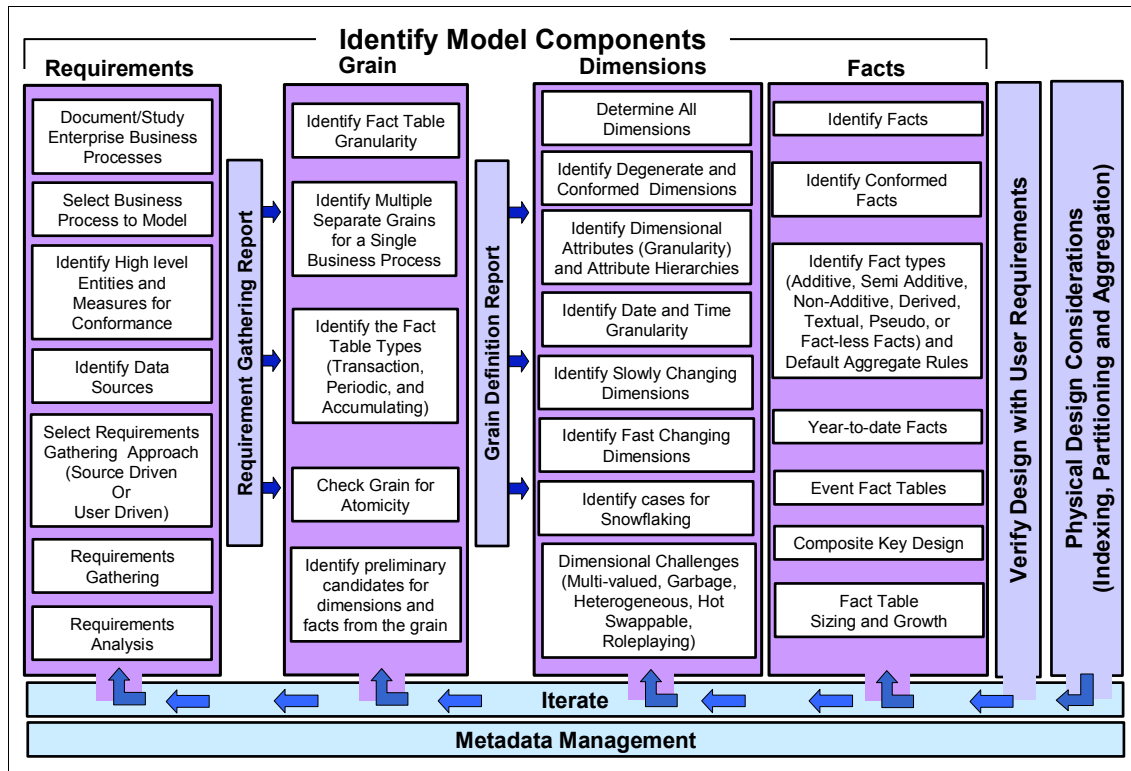 Identify Model Components
Requirements
Document/Study
Enterprise Business
Processes
Select Business
Process to Model
Identify High level
Entities and
Measures for
Conformance
Identify Data
Sources
Select Requirements
Gathering Approach
(Source Driven
Or
User Driven)
Requirements
Gathering
Requirements
Analysis
Requirement Gathering Report
Grain
Identify Fact Table
Granularity
Identify Multiple
Separate Grains
for a Single
Business Process
Identify the Fact
Table Types
(Transaction,
Periodic, and
Accumulating)
Check Grain for
Atomicity
Identify preliminary
candidates for
dimensions and
facts from the grain
Grain Definition Report
Dimensions
Determine All
Dimensions
Identify Degenerate and
Conformed Dimensions
Identify Dimensional
Attributes (Granularity)
and Attribute Hierarchies
Identify Date and Time
Granularity
Identify Slowly Changing
Dimensions
Identify Fast Changing
Dimensions
Identify cases for
Snowflaking
Dimensional Challenges
(Multi-valued, Garbage,
Heterogeneous, Hot
Swappable,
Roleplaying)
Facts
Identify Facts
Identify Conformed
Facts
Identify Fact types
(Additive, Semi Additive,
Non-Additive, Derived,
Textual, Pseudo, or
Fact-less Facts) and
Default Aggregate Rules
Year-to-date Facts
Event Fact Tables
Composite Key Design
Fact Table
Sizing and Growth
Verify Design with User Requirements
Physical Design Considerations
(Indexing, Partitioning and Aggregation)
Iterate
Metadata Management